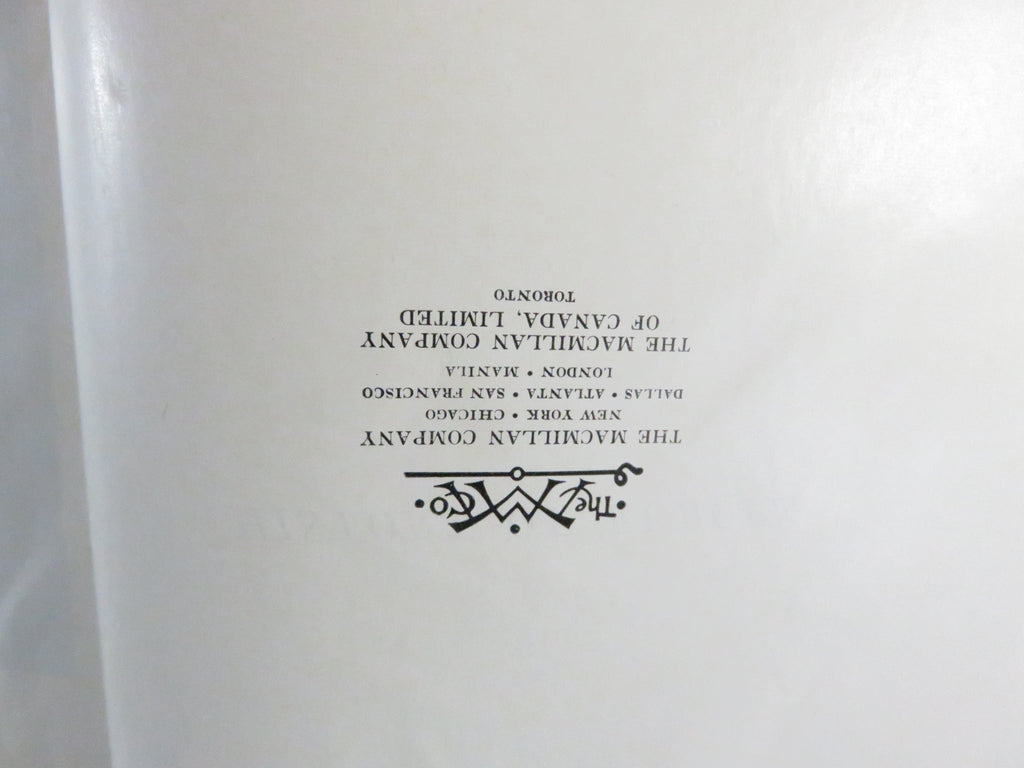 The MM Co
THE MACMILLAN COMPANY
NEW YORK • CHICAGO
DALLAS • ATLANTA • SAN FRANCISCO
LONDON • MANILA
THE MACMILLAN COMPANY
OF CANADA, LIMITED
TORONTO